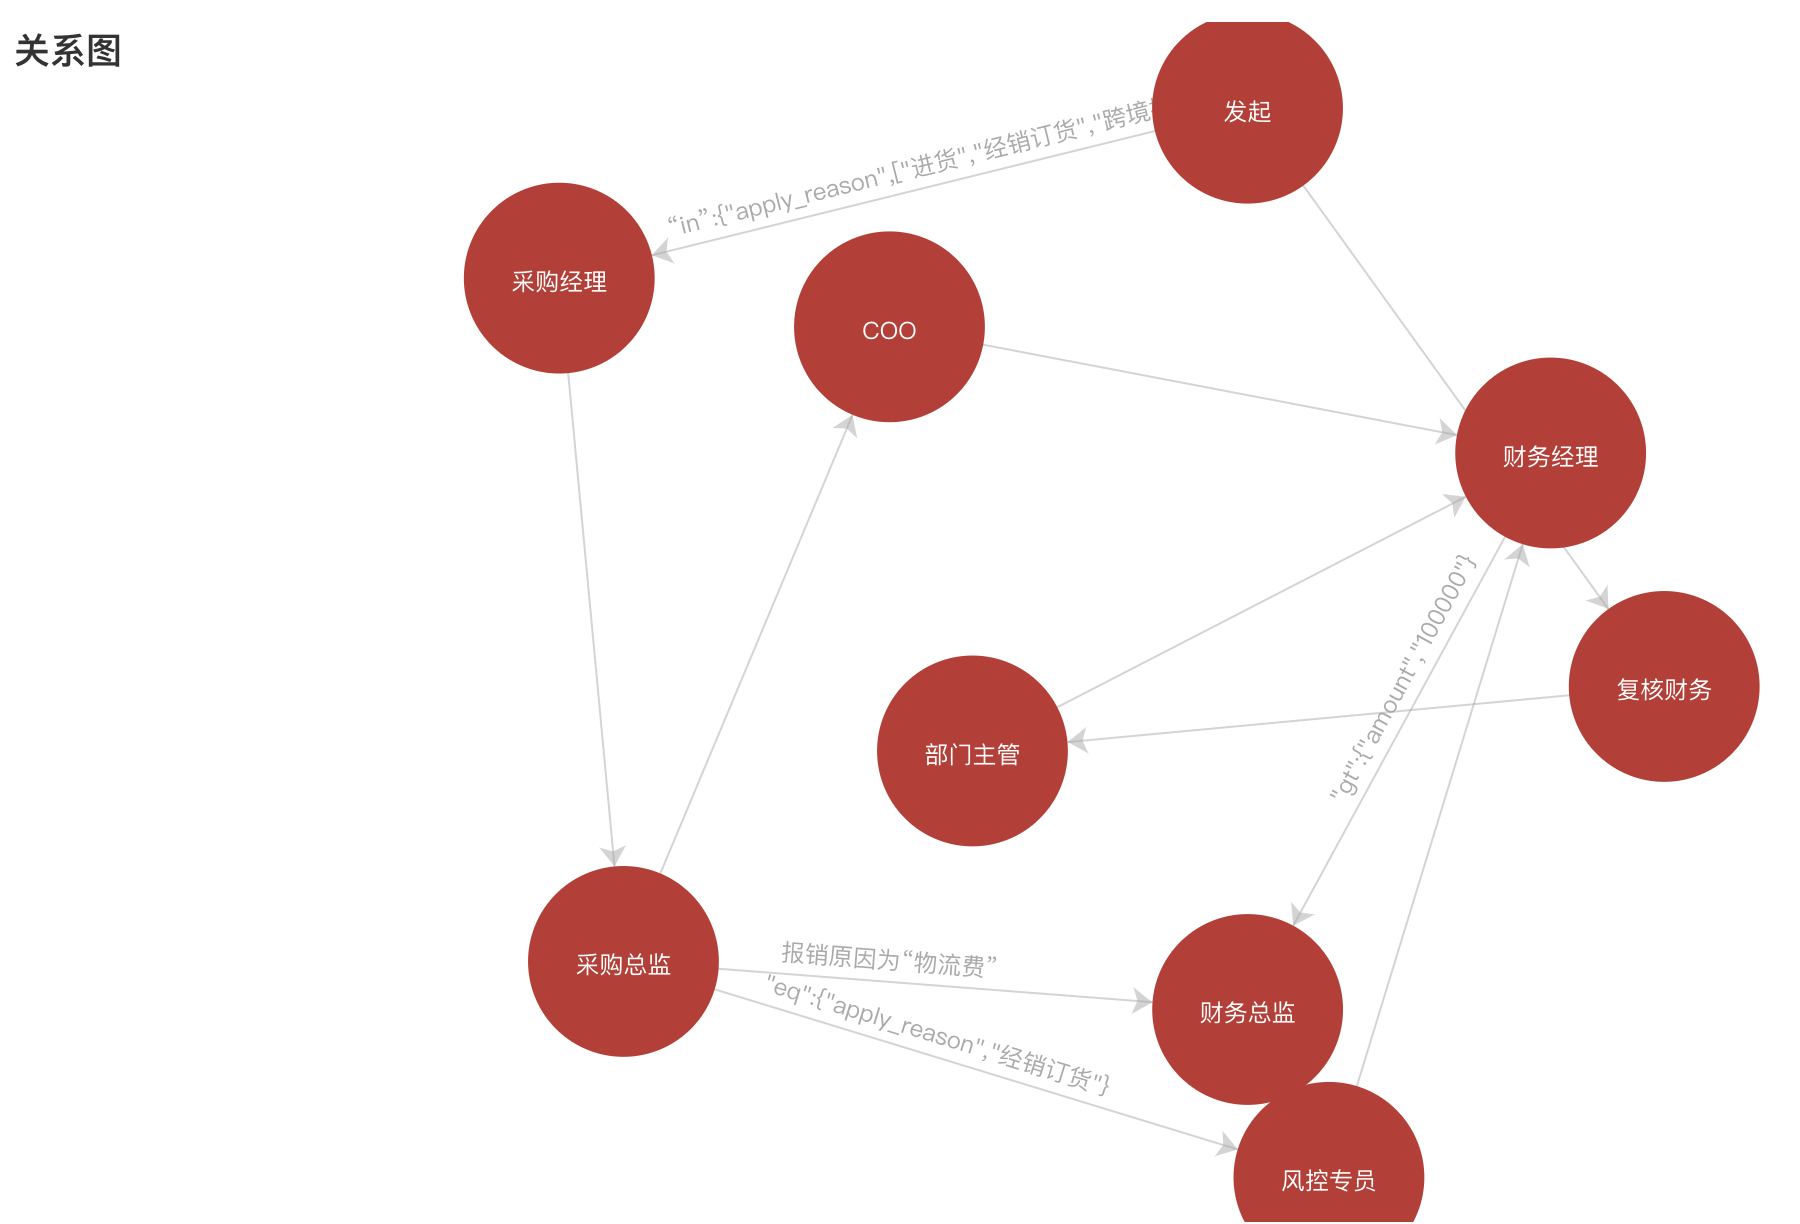 关系图
发起
“in”:{"apply_reason",["进货","经销订货","跨境
采购经理
COO
财务经理
"gt":{"amount","100000"}
复核财务
部门主管
采购总监
报销原因为“物流费”
"eq":{"apply_reason","经销订货"}
财务总监
风控专员